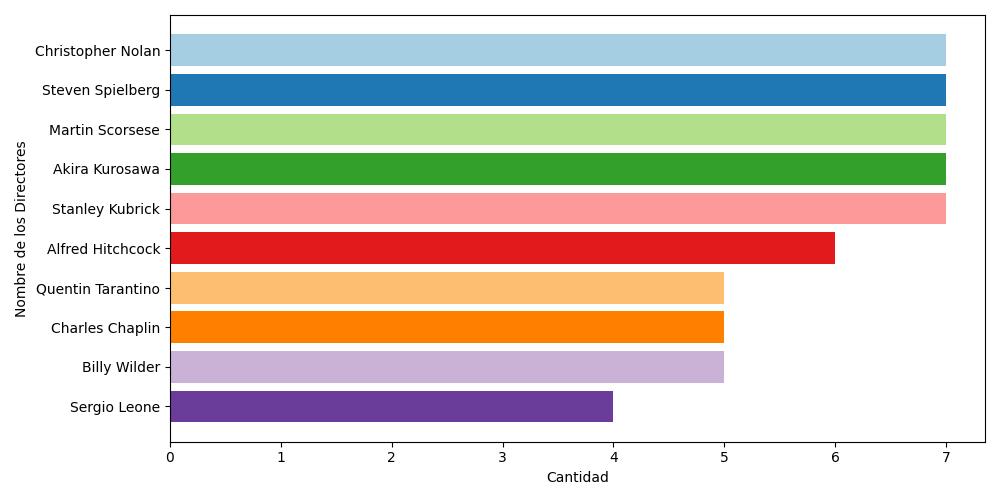 Nombre de los Directores
Christopher Nolan
Steven Spielberg
Martin Scorsese
Akira Kurosawa
Stanley Kubrick
Alfred Hitchcock
Quentin Tarantino
Charles Chaplin
Billy Wilder
Sergio Leone
0 1 2 3 4 5 6 7
Cantidad